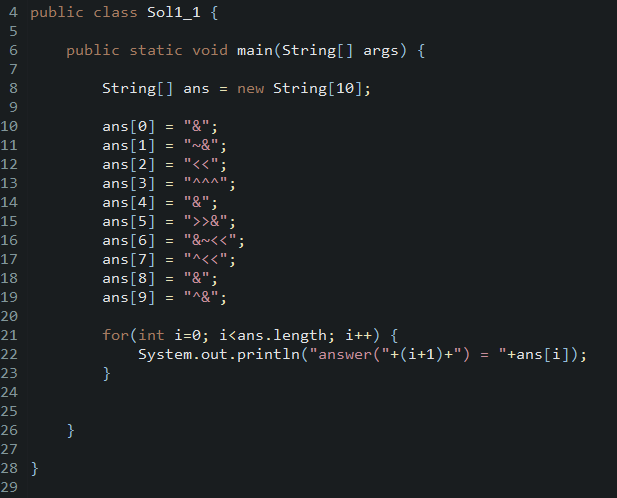 4 public class Sol1_1 {
5
6     public static void main(String[] args) {
7
8         String[] ans = new String[10];
9
10         ans[0] = "&";
11         ans[1] = "~&";
12         ans[2] = "<<";
13         ans[3] = "^^^";
14         ans[4] = "&";
15         ans[5] = ">>&";
16         ans[6] = "&~<<";
17         ans[7] = "^<<";
18         ans[8] = "&";
19         ans[9] = "^&";
20
21         for(int i=0; i<ans.length; i++) {
22             System.out.println("answer("+(i+1)+") = "+ans[i]);
23         }
24
25
26     }
27
28 }
29